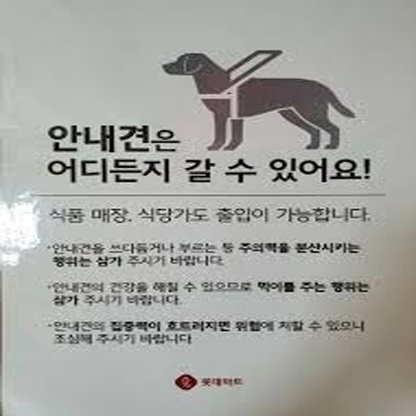 안내견은
어디든지 갈 수 있어요!
식품 매장, 식당가도 출입이 가능합니다.
·안내견을 쓰다듬거나 부르는 등 주의력을 분산시키는
행위는 삼가 주시기 바랍니다.
·안내견의 건강을 해칠 수 있으므로 먹이를 주는 행위는
삼가 주시기 바랍니다.
·안내견의 집중력이 흐트러지면 위험에 처할 수 있으니
조심해 주시기 바랍니다
롯데마트